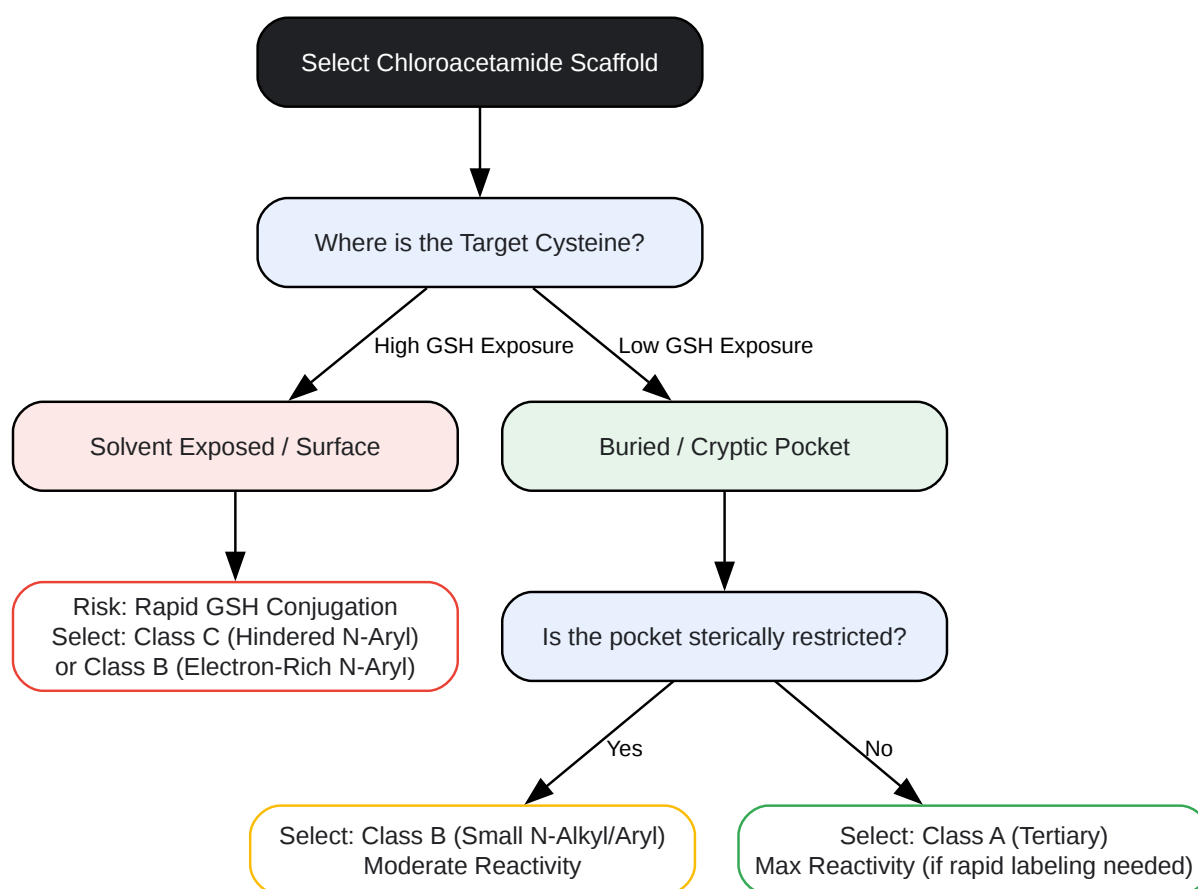 Select Chloroacetamide Scaffold
Where is the Target Cysteine?
High GSH Exposure
Low GSH Exposure
Solvent Exposed / Surface
Buried / Cryptic Pocket
Risk: Rapid GSH Conjugation
Select: Class C (Hindered N-Aryl)
or Class B (Electron-Rich N-Aryl)
Is the pocket sterically restricted?
Yes
No
Select: Class B (Small N-Alkyl/Aryl)
Moderate Reactivity
Select: Class A (Tertiary)
Max Reactivity (if rapid labeling needed)